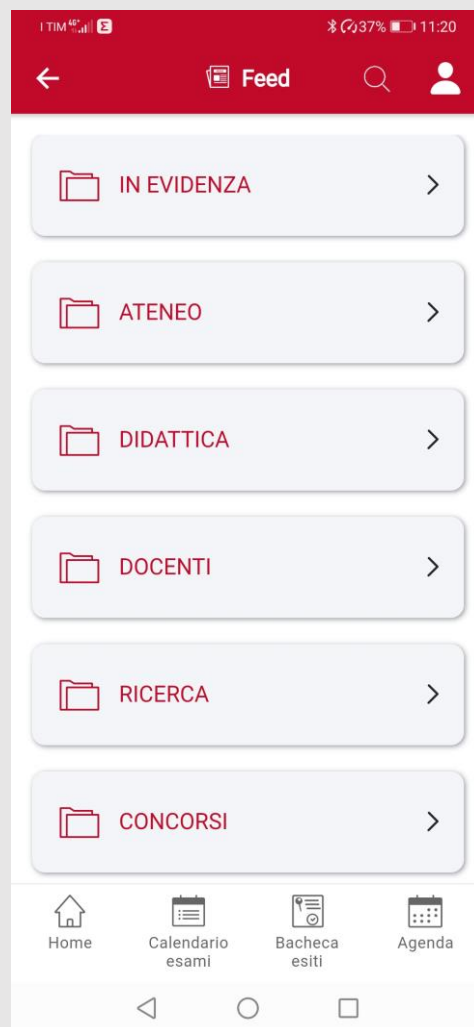 I TIM 37% 11:20
Feed
IN EVIDENZA
ATENEO
DIDATTICA
DOCENTI
RICERCA
CONCORSI
Home
Calendario
esami
Bacheca
esiti
Agenda